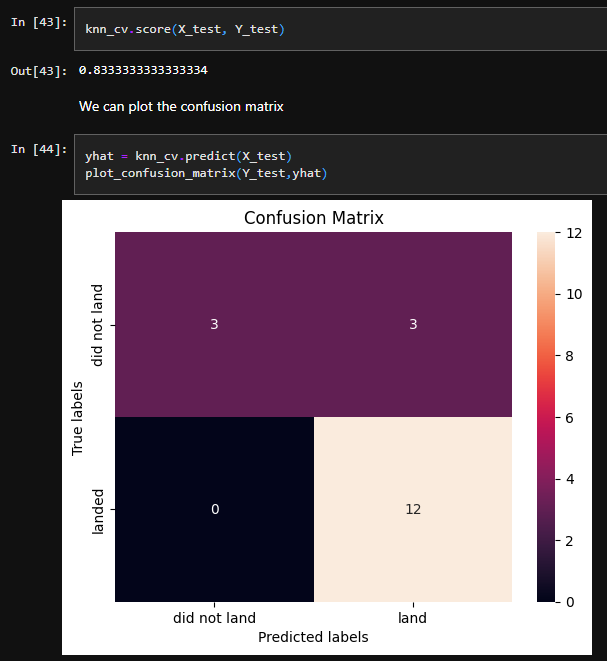 In [43]:
knn_cv.score(X_test, Y_test)
Out[43]: 0.8333333333333334
We can plot the confusion matrix
In [44]:
yhat = knn_cv.predict(X_test)
plot_confusion_matrix(Y_test,yhat)
Confusion Matrix
True labels
did not land
landed
3 3
0 12
did not land land
Predicted labels
12
10
8
6
4
2
0